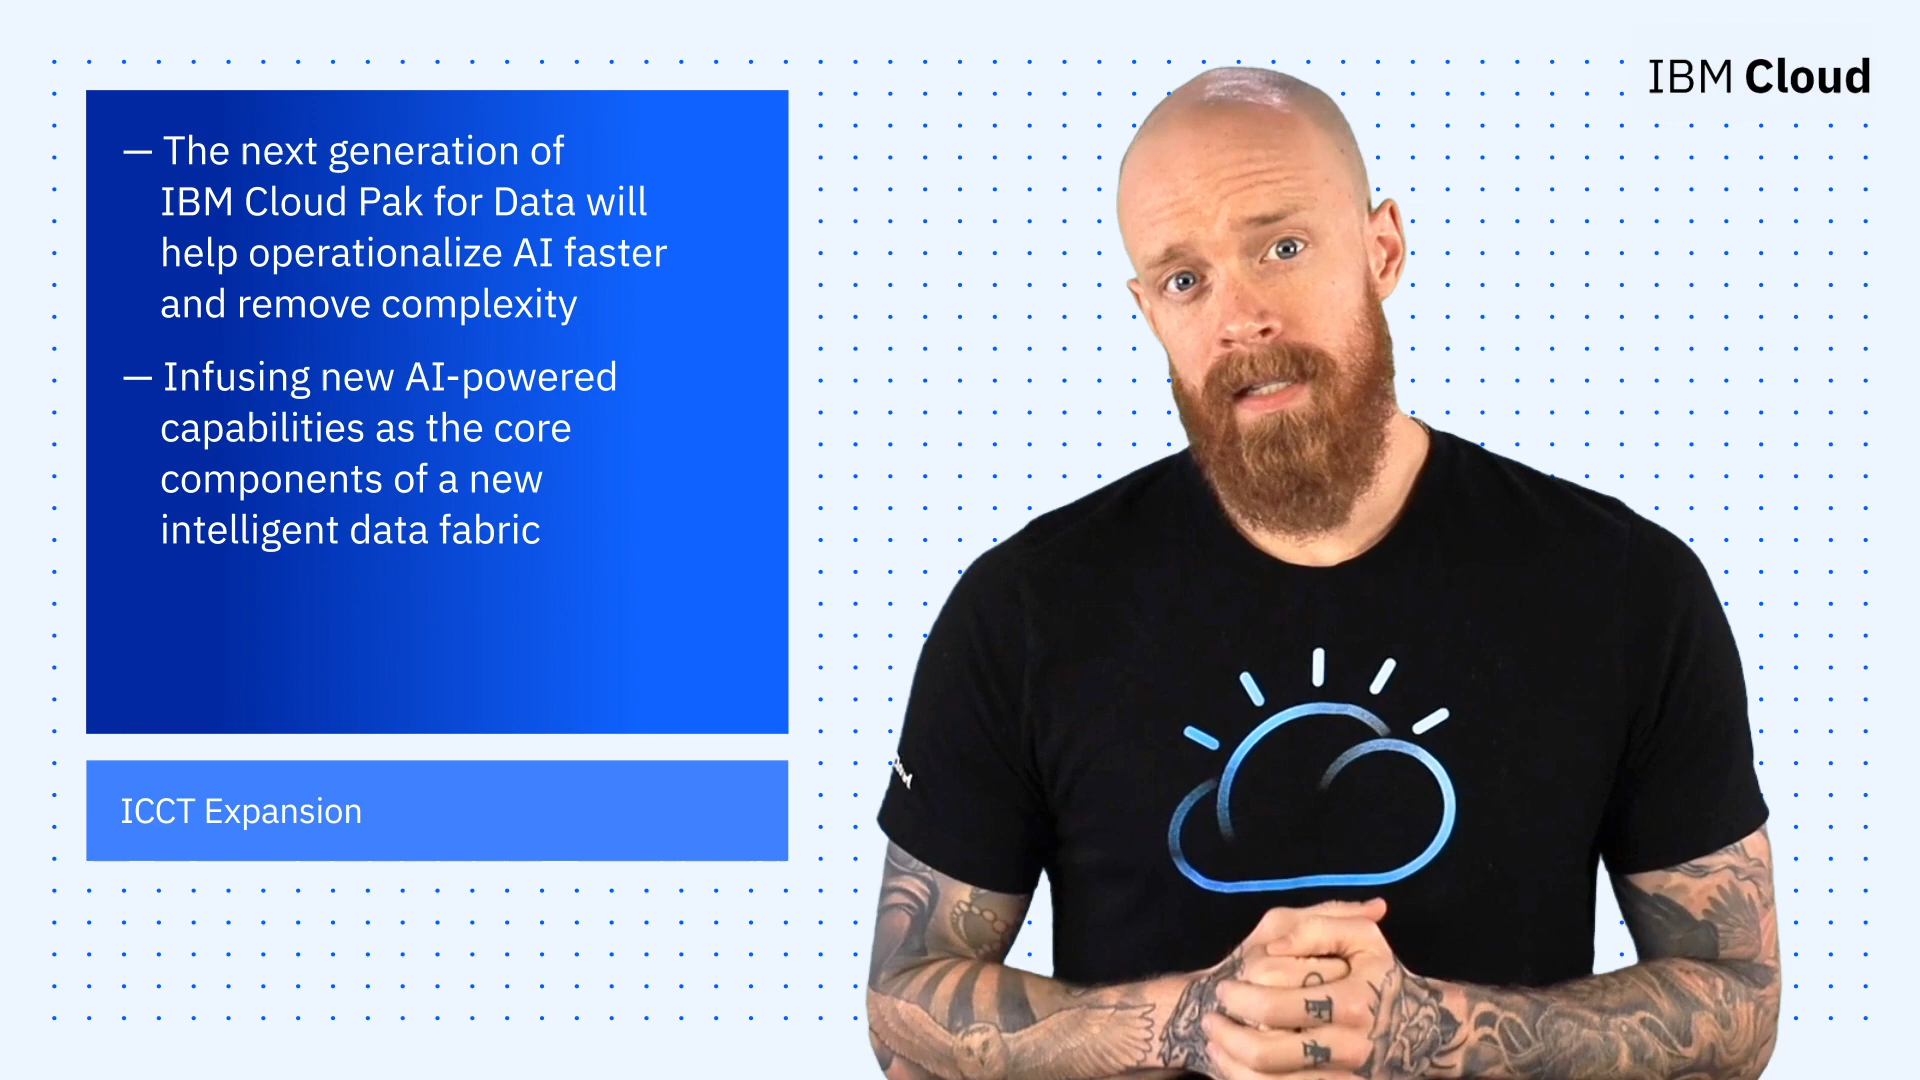 IBM Cloud
— The next generation of
IBM Cloud Pak for Data will
help operationalize AI faster
and remove complexity
— Infusing new AI-powered
capabilities as the core
components of a new
intelligent data fabric
ICCT Expansion